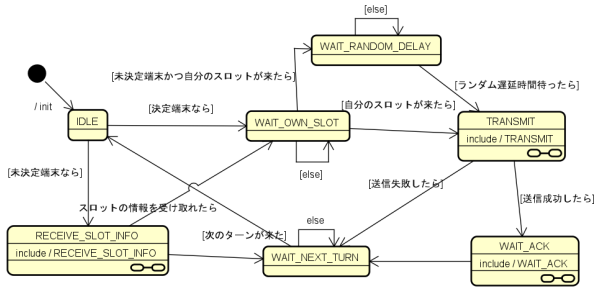 [else]
WAIT_RANDOM_DELAY
[未決定端末かつ自分のスロットが来たら]
[ランダム遅延時間待ったら]
/ init
IDLE
[決定端末なら]
WAIT_OWN_SLOT
[自分のスロットが来たら]
TRANSMIT
include / TRANSMIT
[else]
[未決定端末なら]
スロットの情報を受け取れたら
[送信失敗したら]
[送信成功したら]
else
RECEIVE_SLOT_INFO
include / RECEIVE_SLOT_INFO
[次のターンが来た]
WAIT_NEXT_TURN
WAIT_ACK
include / WAIT_ACK